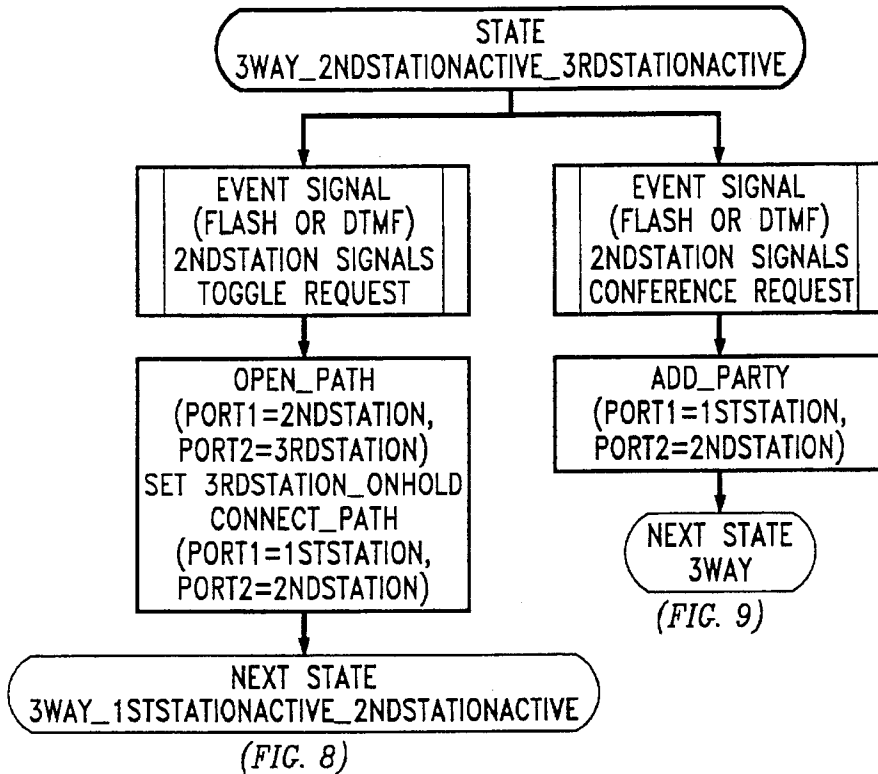 STATE
3WAY_2NDSTATIONACTIVE_3RDSTATIONACTIVE
EVENT SIGNAL
(FLASH OR DTMF)
2NDSTATION SIGNALS
TOGGLE REQUEST
OPEN_PATH
(PORT1=2NDSTATION,
PORT2=3RDSTATION)
SET 3RDSTATION_ONHOLD
CONNECT_PATH
(PORT1=1STSTATION,
PORT2=2NDSTATION)
NEXT STATE
3WAY_1STSTATIONACTIVE_2NDSTATIONACTIVE
(FIG. 8)
EVENT SIGNAL
(FLASH OR DTMF)
2NDSTATION SIGNALS
CONFERENCE REQUEST
ADD_PARTY
(PORT1=1STSTATION,
PORT2=2NDSTATION)
NEXT STATE
3WAY
(FIG. 9)